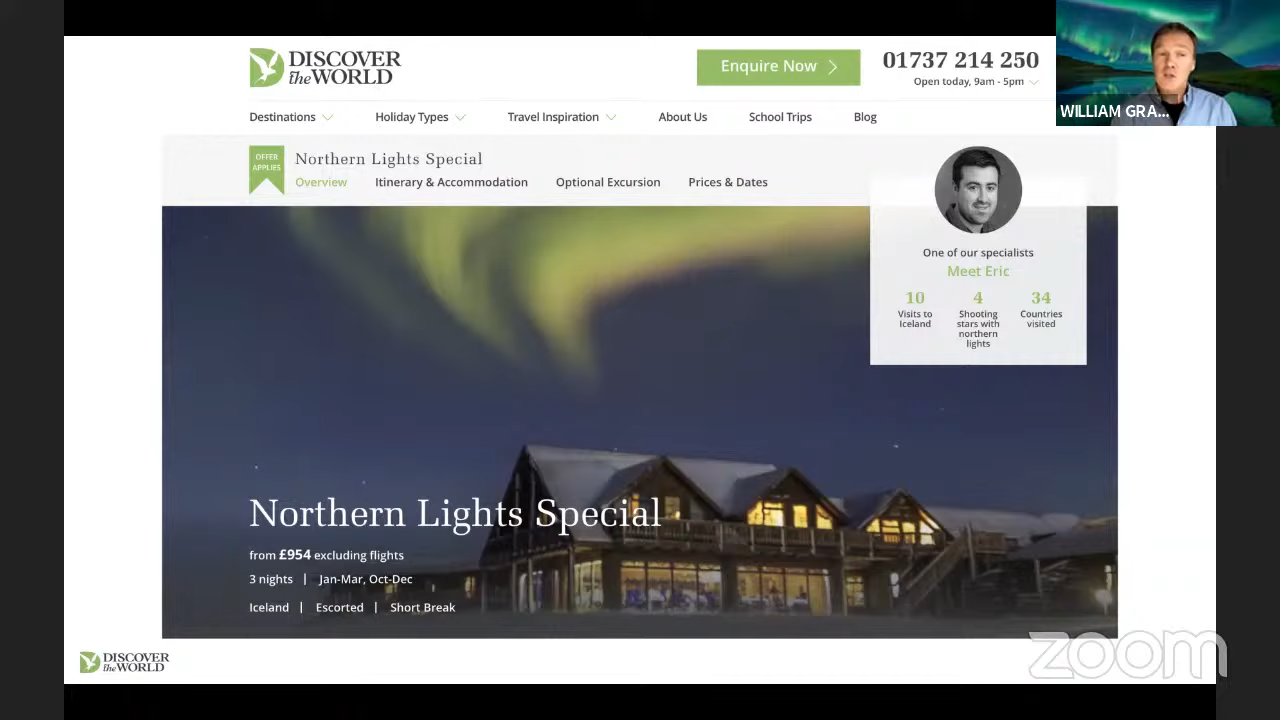 DISCOVER
the WORLD
Enquire Now
01737 214 250
Open today, 9am - 5pm
WILLIAM GRA...
Destinations
Holiday Types
Travel Inspiration
About Us
School Trips
Blog
OFFER
APPLIES
Northern Lights Special
Overview
Itinerary & Accommodation
Optional Excursion
Prices & Dates
One of our specialists
Meet Eric
10
Visits to
Iceland
4
Shooting
stars with
northern
lights
34
Countries
visited
Northern Lights Special
from £954 excluding flights
3 nights | Jan-Mar, Oct-Dec
Iceland | Escorted | Short Break
DISCOVER
the WORLD
zoom